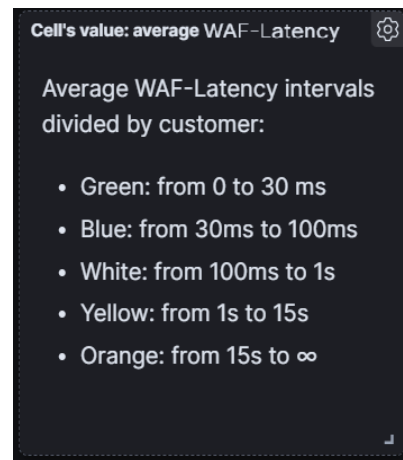 Cell's value: average WAF-Latency
Average WAF-Latency intervals
divided by customer:
• Green: from 0 to 30 ms
• Blue: from 30ms to 100ms
• White: from 100ms to 1s
• Yellow: from 1s to 15s
• Orange: from 15s to ∞